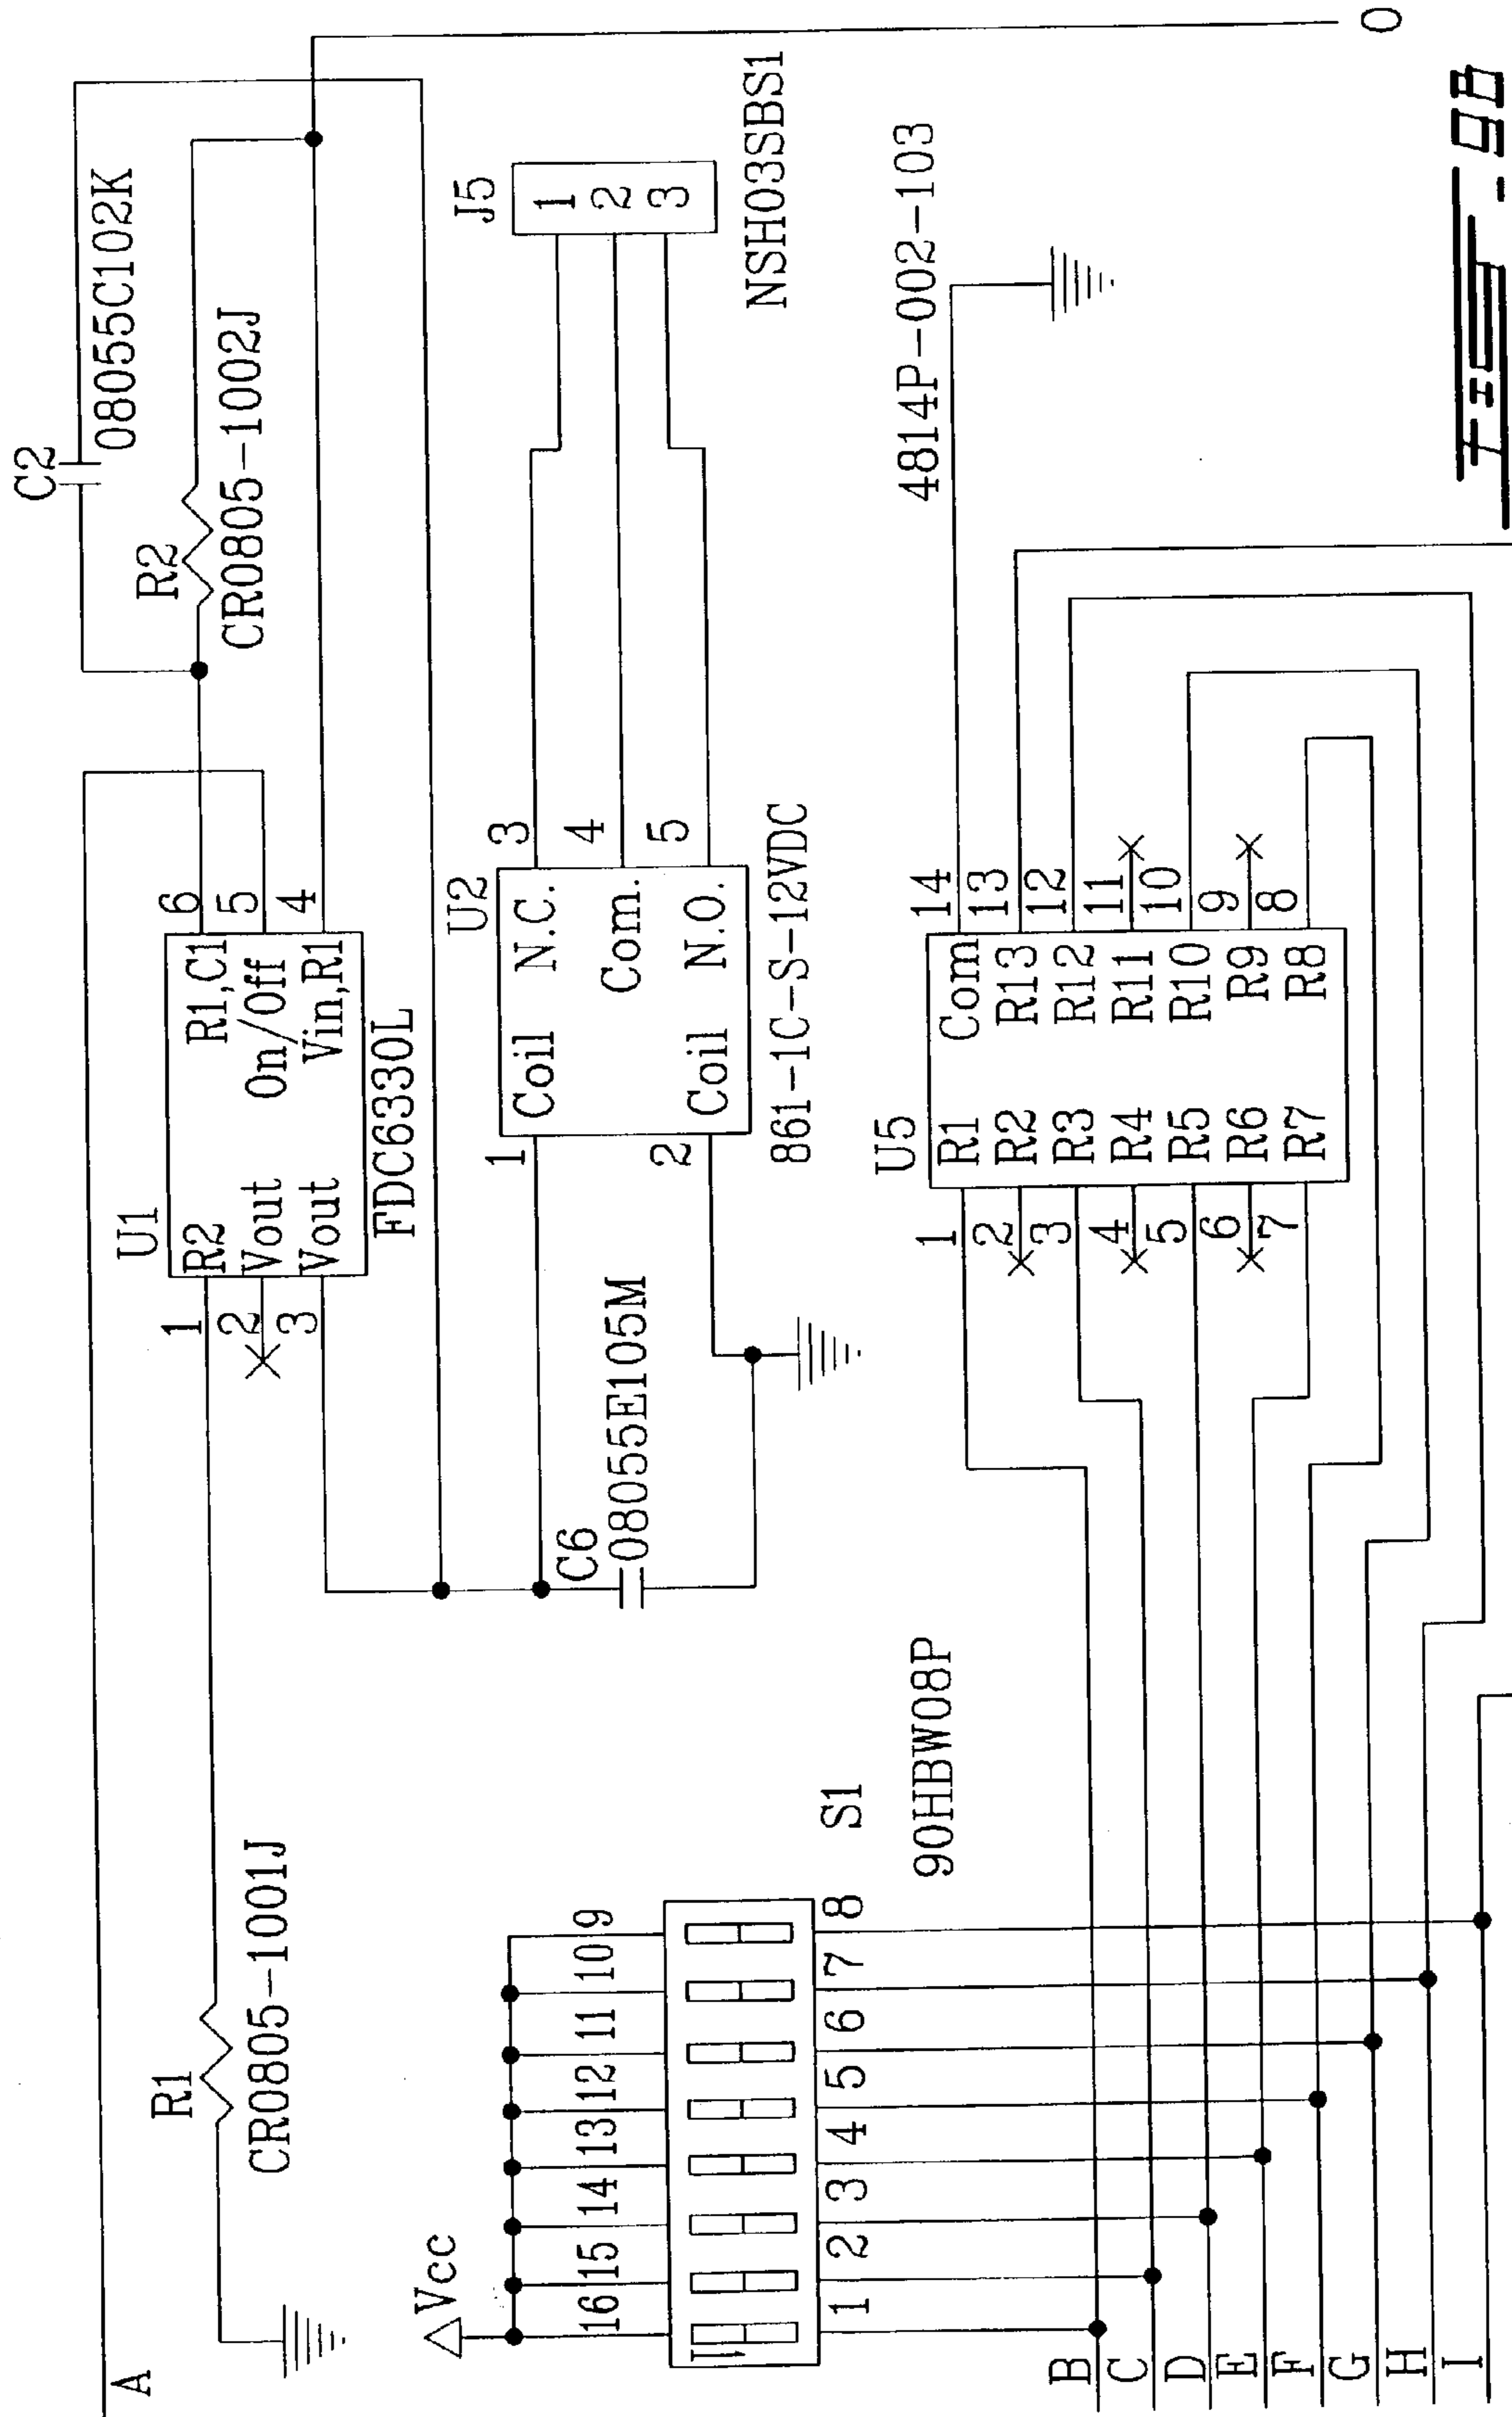 A
R1
CR0805-1001J
U1
1
2
3
R2
Vout
Vout
R1,C1
On/Off
Vin,R1
6
5
4
FDC6330L
C2
08055C102K
R2
CR0805-1002J
O
Vcc
16
15
14
13
12
11
10
9
1
2
3
4
5
6
7
8
S1
90HBW08P
C6
08055E105M
U2
1
2
Coil
Coil
N.C.
Com.
N.O.
3
4
5
861-1C-S-12VDC
J5
1
2
3
NSH03SBS1
U5
1
2
3
4
5
6
7
R1
R2
R3
R4
R5
R6
R7
Com
R13
R12
R11
R10
R9
R8
14
13
12
11
10
9
8
4814P-002-103
B
C
D
E
F
G
H
I
FIG-9B